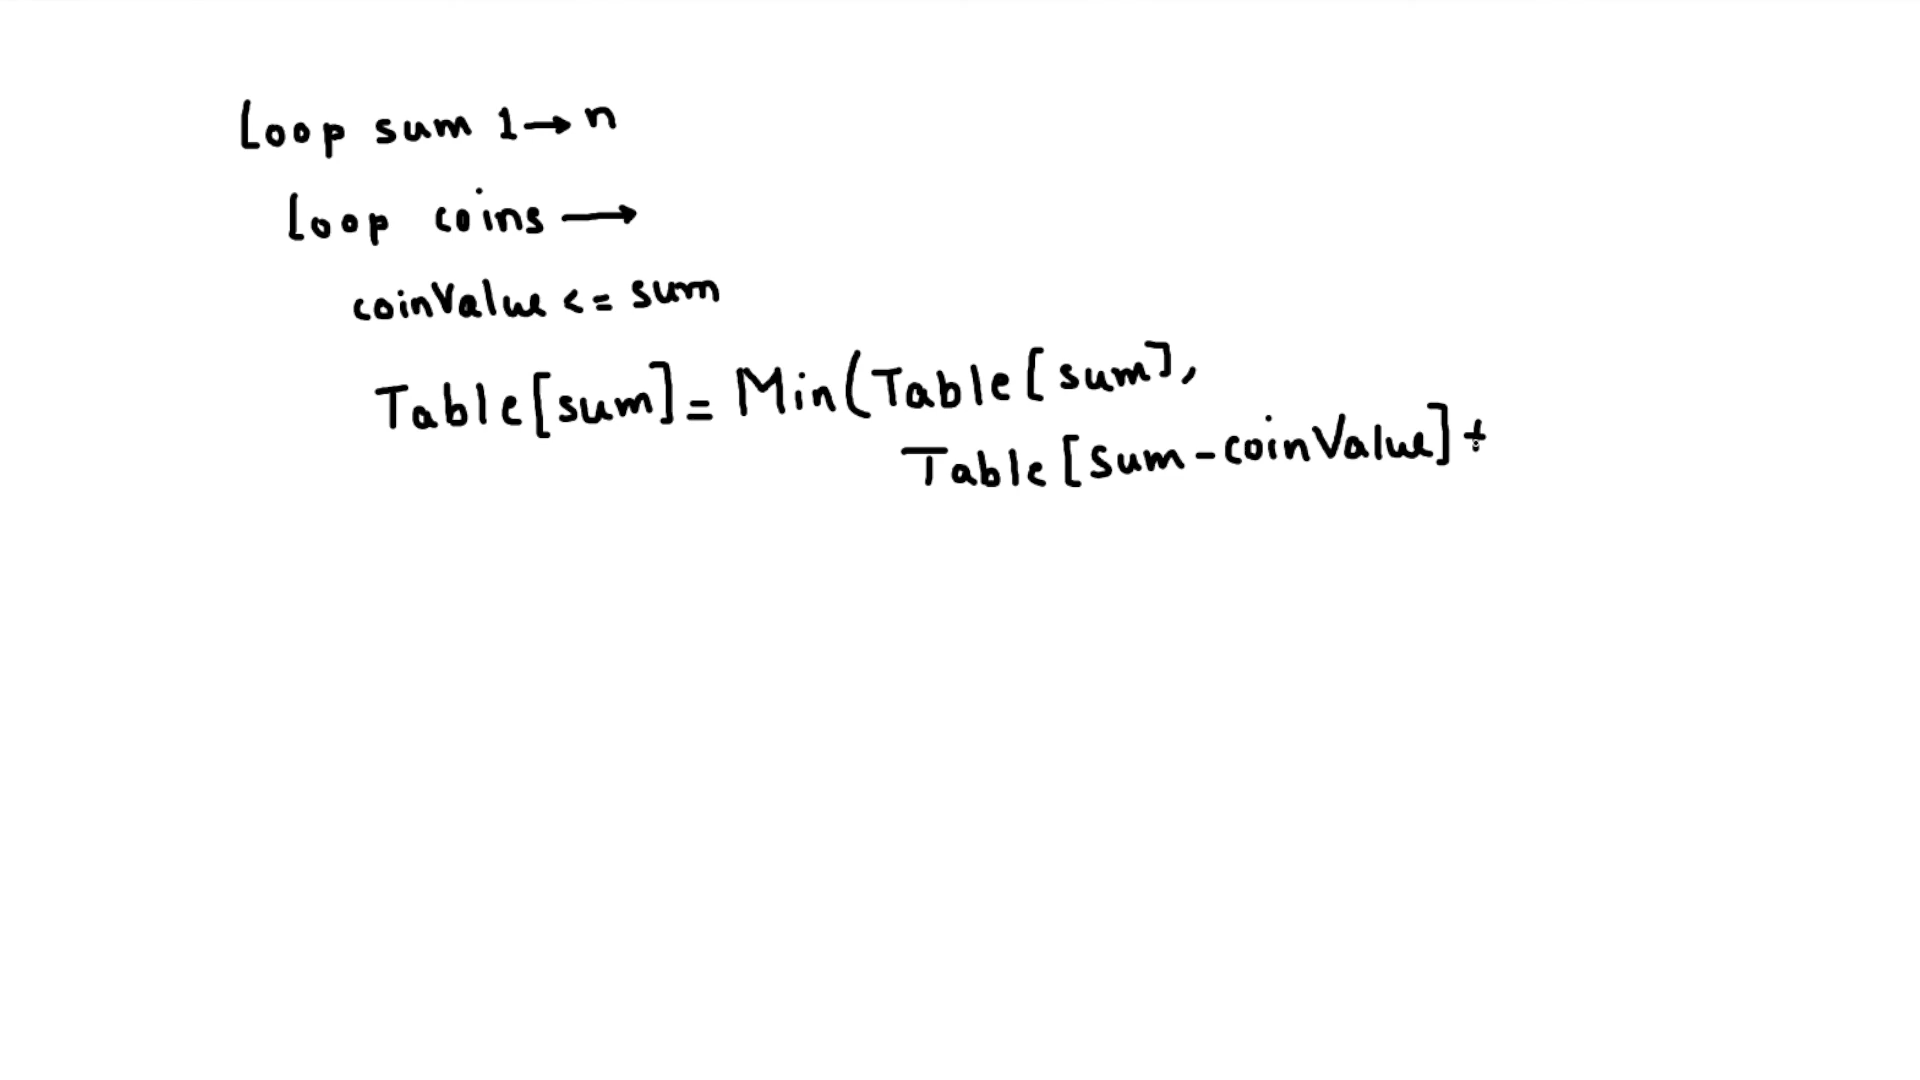 Loop sum 1→n
Loop coins →
coinValue <= sum
Table[sum] = Min(Table[sum],
Table[sum-coinValue] +